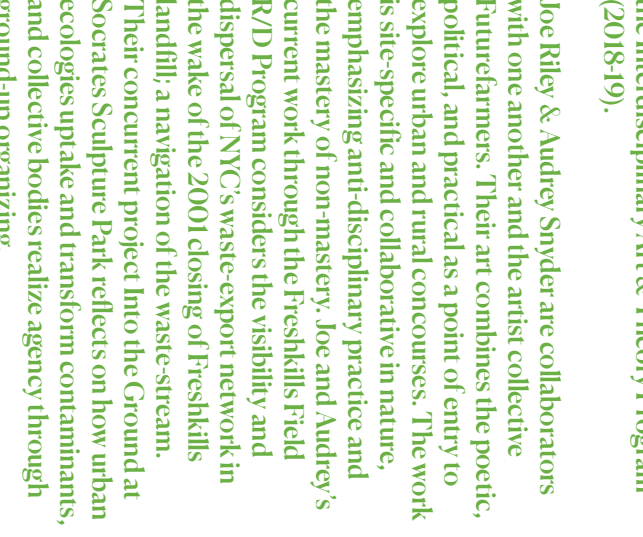 (2018-19).
Joe Riley & Audrey Snyder are collaborators
with one another and the artist collective
Futurefarmers. Their art combines the poetic,
political, and practical as a point of entry to
explore urban and rural concourses. The work
is site-specific and collaborative in nature,
emphasizing anti-disciplinary practice and
the mastery of non-mastery. Joe and Audrey's
current work through the Freshkills Field
R/D Program considers the visibility and
dispersal of NYC's waste-export network in
the wake of the 2001 closing of Freshkills
landfill; a navigation of the waste-stream.
Their concurrent project Into the Ground at
Socrates Sculpture Park reflects on how urban
ecologies uptake and transform contaminants,
and collective bodies realize agency through
ground-up organizing.